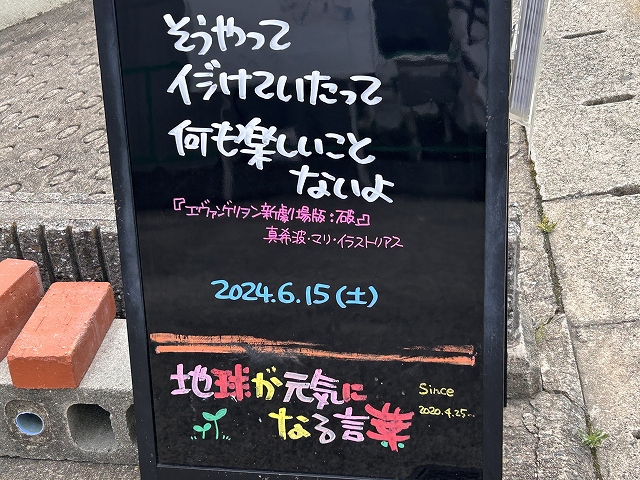 そうやって
イジけていたって
何も楽しいこと
ないよ
『エヴァンゲリヲン新劇場版：破』
真希波・マリ・イラストリアス
2024.6.15(土)
地球が元気に
なる言葉
Since
2020.4.25...